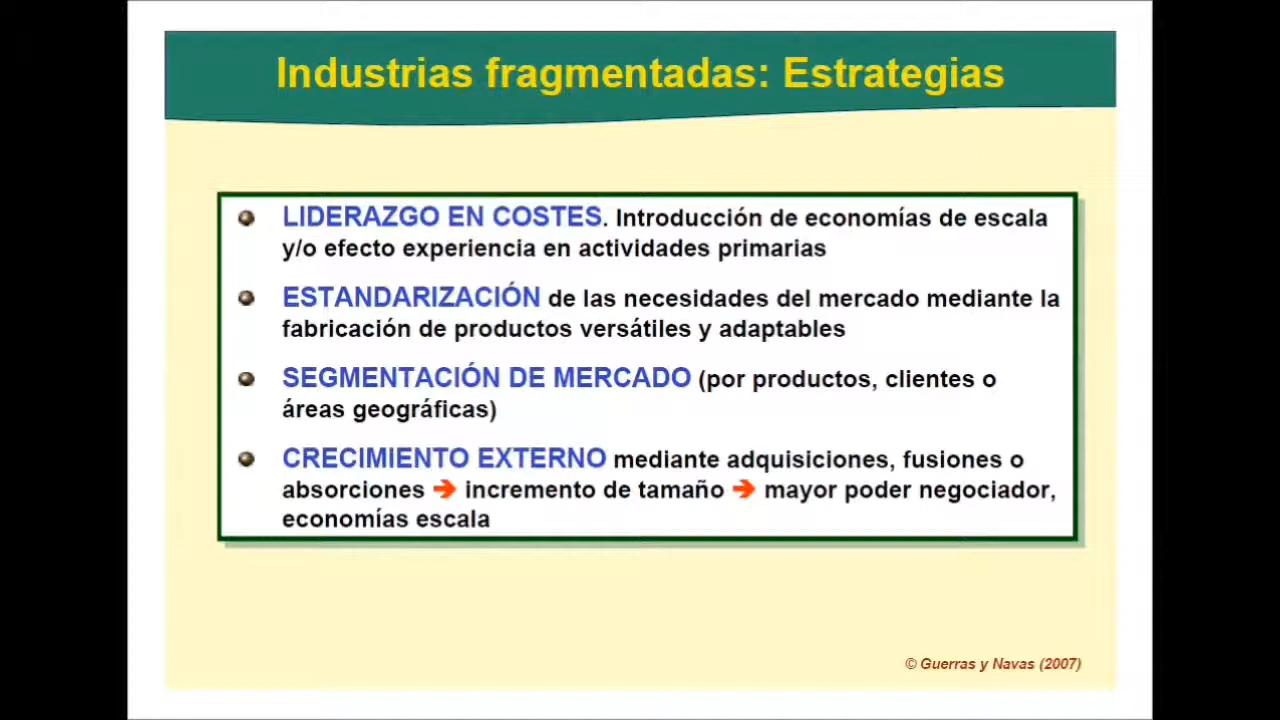 Industrias fragmentadas: Estrategias
LIDERAZGO EN COSTES. Introducción de economías de escala
y/o efecto experiencia en actividades primarias
ESTANDARIZACIÓN de las necesidades del mercado mediante la
fabricación de productos versátiles y adaptables
SEGMENTACIÓN DE MERCADO (por productos, clientes o
áreas geográficas)
CRECIMIENTO EXTERNO mediante adquisiciones, fusiones o
absorciones ➔ incremento de tamaño ➔ mayor poder negociador,
economías escala
© Guerras y Navas (2007)